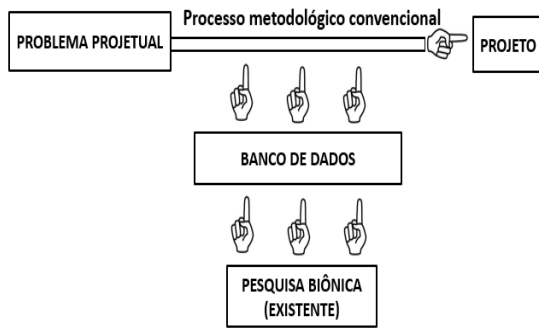 Processo metodológico convencional
PROBLEMA PROJETUAL
PROJETO
BANCO DE DADOS
PESQUISA BIÔNICA
(EXISTENTE)